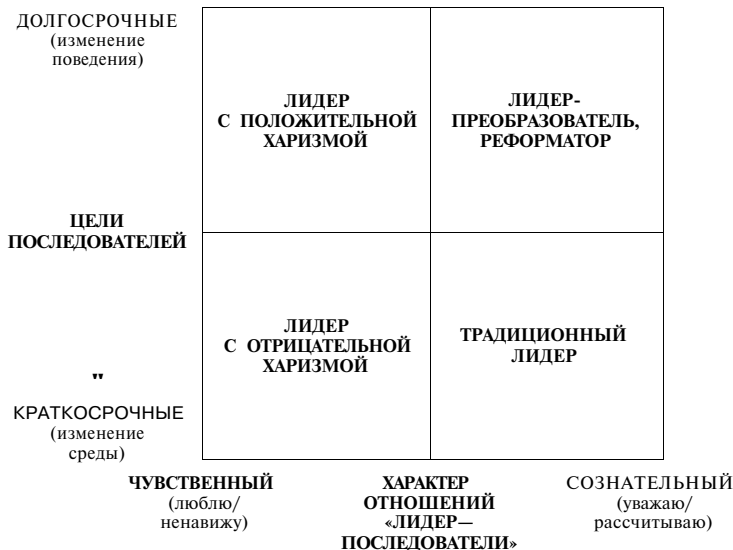 ДОЛГОСРОЧНЫЕ
(изменение
поведения)
ЛИДЕР
С ПОЛОЖИТЕЛЬНОЙ
ХАРИЗМОЙ
ЛИДЕР-
ПРЕОБРАЗОВАТЕЛЬ,
РЕФОРМАТОР
ЦЕЛИ
ПОСЛЕДОВАТЕЛЕЙ
ЛИДЕР
С ОТРИЦАТЕЛЬНОЙ
ХАРИЗМОЙ
ТРАДИЦИОННЫЙ
ЛИДЕР
"
КРАТКОСРОЧНЫЕ
(изменение
среды)
ЧУВСТВЕННЫЙ
(люблю/
ненавижу)
ХАРАКТЕР
ОТНОШЕНИЙ
«ЛИДЕР—
ПОСЛЕДОВАТЕЛИ»
СОЗНАТЕЛЬНЫЙ
(уважаю/
рассчитываю)